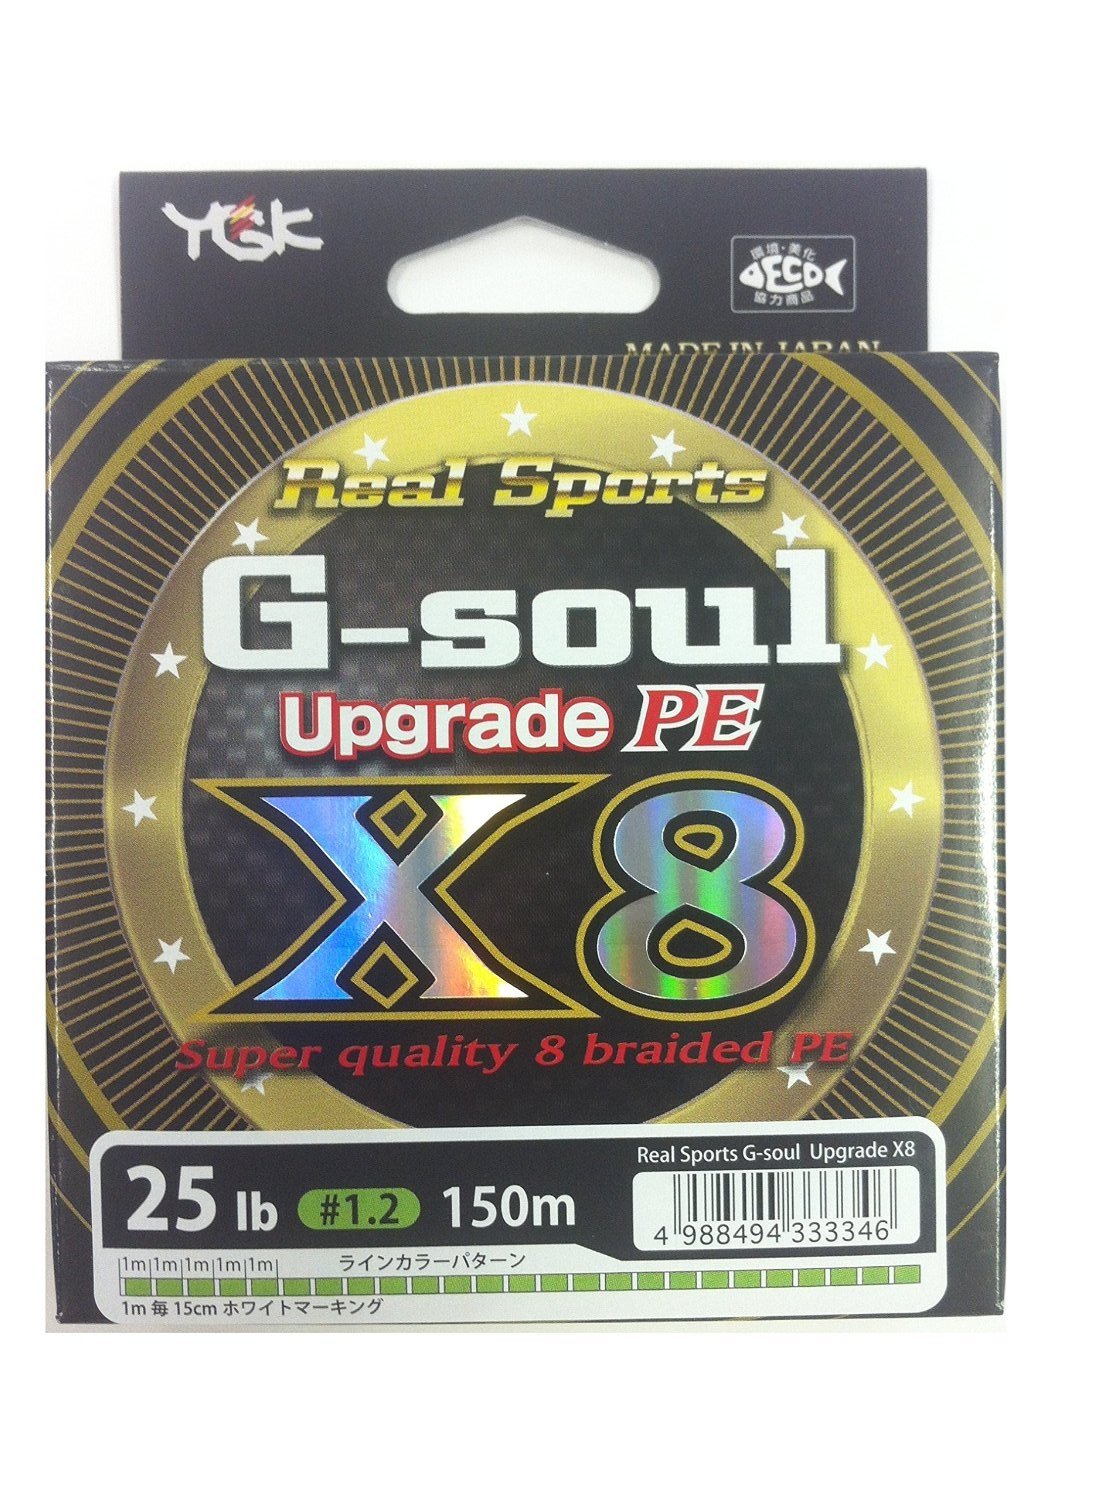 YGK
環境・美化
ECO
協力商品
MADE IN JAPAN
Real Sports
G-soul
Upgrade PE
X8
Super quality 8 braided PE
25 lb #1.2 150m
Real Sports G-soul Upgrade X8
4 988494 333346
1m 1m 1m 1m 1m ラインカラーパターン
1m 毎 15cm ホワイトマーキング